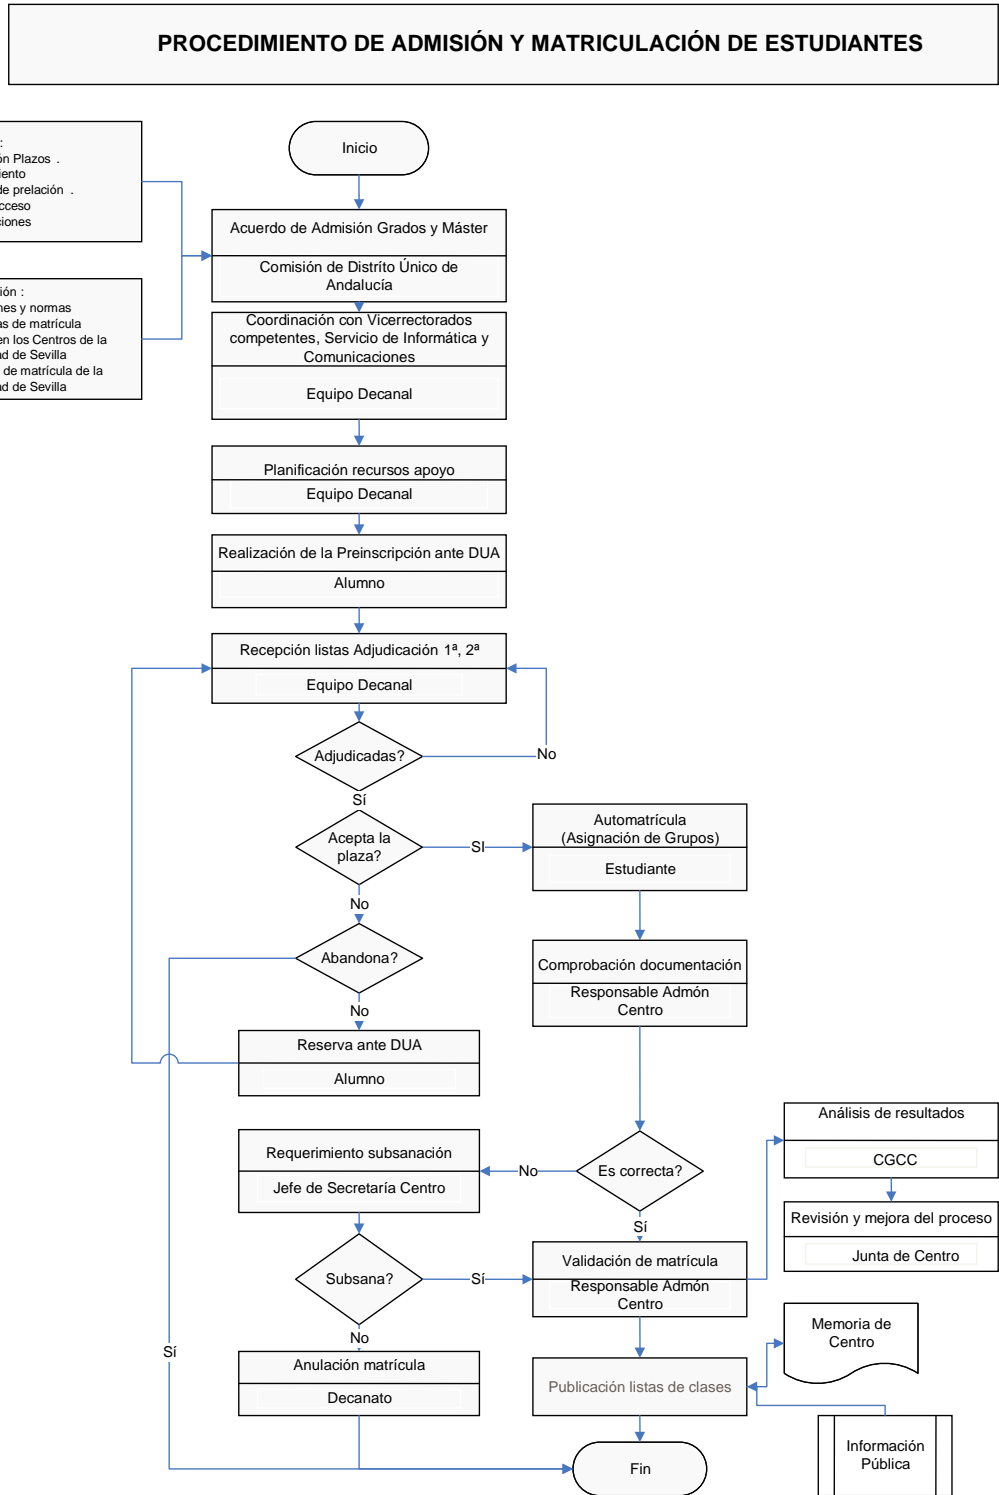 PROCEDIMIENTO DE ADMISIÓN Y MATRICULACIÓN DE ESTUDIANTES
:
ón Plazos .
iento
de prelación .
cceso
ciones
Inicio
Acuerdo de Admisión Grados y Máster
Comisión de Distríto Único de
Andalucía
ión :
nes y normas
as de matrícula
en los Centros de la
ad de Sevilla
de matrícula de la
ad de Sevilla
Coordinación con Vicerrectorados
competentes, Servicio de Informática y
Comunicaciones
Equipo Decanal
Planificación recursos apoyo
Equipo Decanal
Realización de la Preinscripción ante DUA
Alumno
Recepción listas Adjudicación 1ª, 2ª
Equipo Decanal
Adjudicadas?
No
Sí
Acepta la
plaza?
SI
Automatrícula
(Asignación de Grupos)
Estudiante
No
Abandona?
Comprobación documentación
Responsable Admón
Centro
No
Reserva ante DUA
Alumno
Requerimiento subsanación
Jefe de Secretaría Centro
No
Es correcta?
Análisis de resultados
CGCC
Revisión y mejora del proceso
Junta de Centro
Sí
Subsana?
Sí
Validación de matrícula
Responsable Admón
Centro
Memoria de
Centro
No
Sí
Anulación matrícula
Decanato
Publicación listas de clases
Información
Pública
Fin